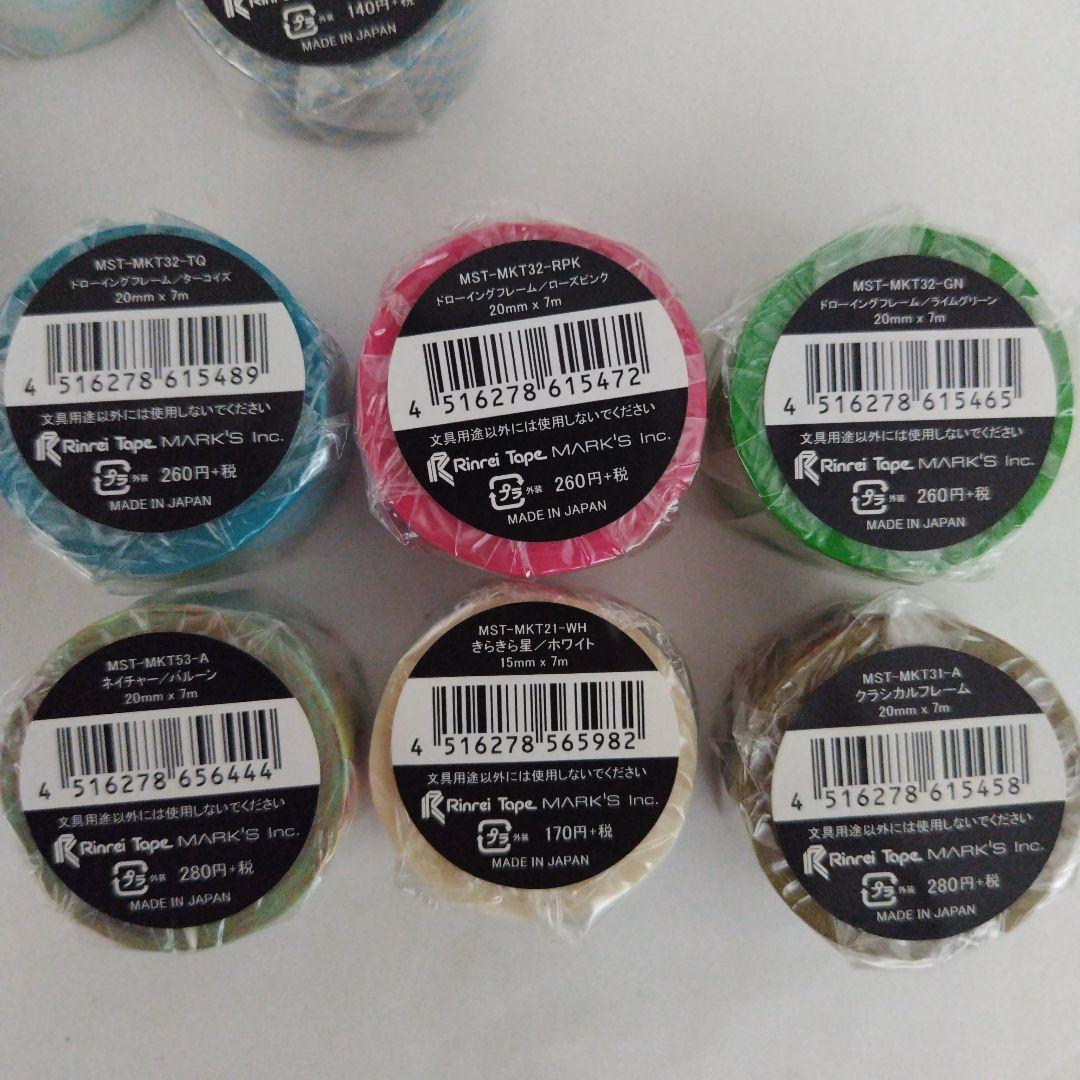 Rinrei Tape
プラ 外装 140円+税
MADE IN JAPAN
MST-MKT32-TQ
ドローイングフレーム/ターコイズ
20mm x 7m
4 516278 615489
文具用途以外には使用しないでください
Rinrei Tape MARK'S Inc.
プラ 外装 260円+税
MADE IN JAPAN
MST-MKT32-RPK
ドローイングフレーム/ローズピンク
20mm x 7m
4 516278 615472
文具用途以外には使用しないでください
Rinrei Tape MARK'S Inc.
プラ 外装 260円+税
MADE IN JAPAN
MST-MKT32-GN
ドローイングフレーム/ライムグリーン
20mm x 7m
4 516278 615465
文具用途以外には使用しないでください
Rinrei Tape MARK'S Inc.
プラ 外装 260円+税
MADE IN JAPAN
MST-MKT53-A
ネイチャー/バルーン
20mm x 7m
4 516278 656444
文具用途以外には使用しないでください
Rinrei Tape MARK'S Inc.
プラ 外装 280円+税
MADE IN JAPAN
MST-MKT21-WH
きらきら星/ホワイト
15mm x 7m
4 516278 565982
文具用途以外には使用しないでください
Rinrei Tape MARK'S Inc.
プラ 外装 170円+税
MADE IN JAPAN
MST-MKT31-A
クラシカルフレーム
20mm x 7m
4 516278 615458
文具用途以外には使用しないでください
Rinrei Tape MARK'S Inc.
プラ 外装 280円+税
MADE IN JAPAN